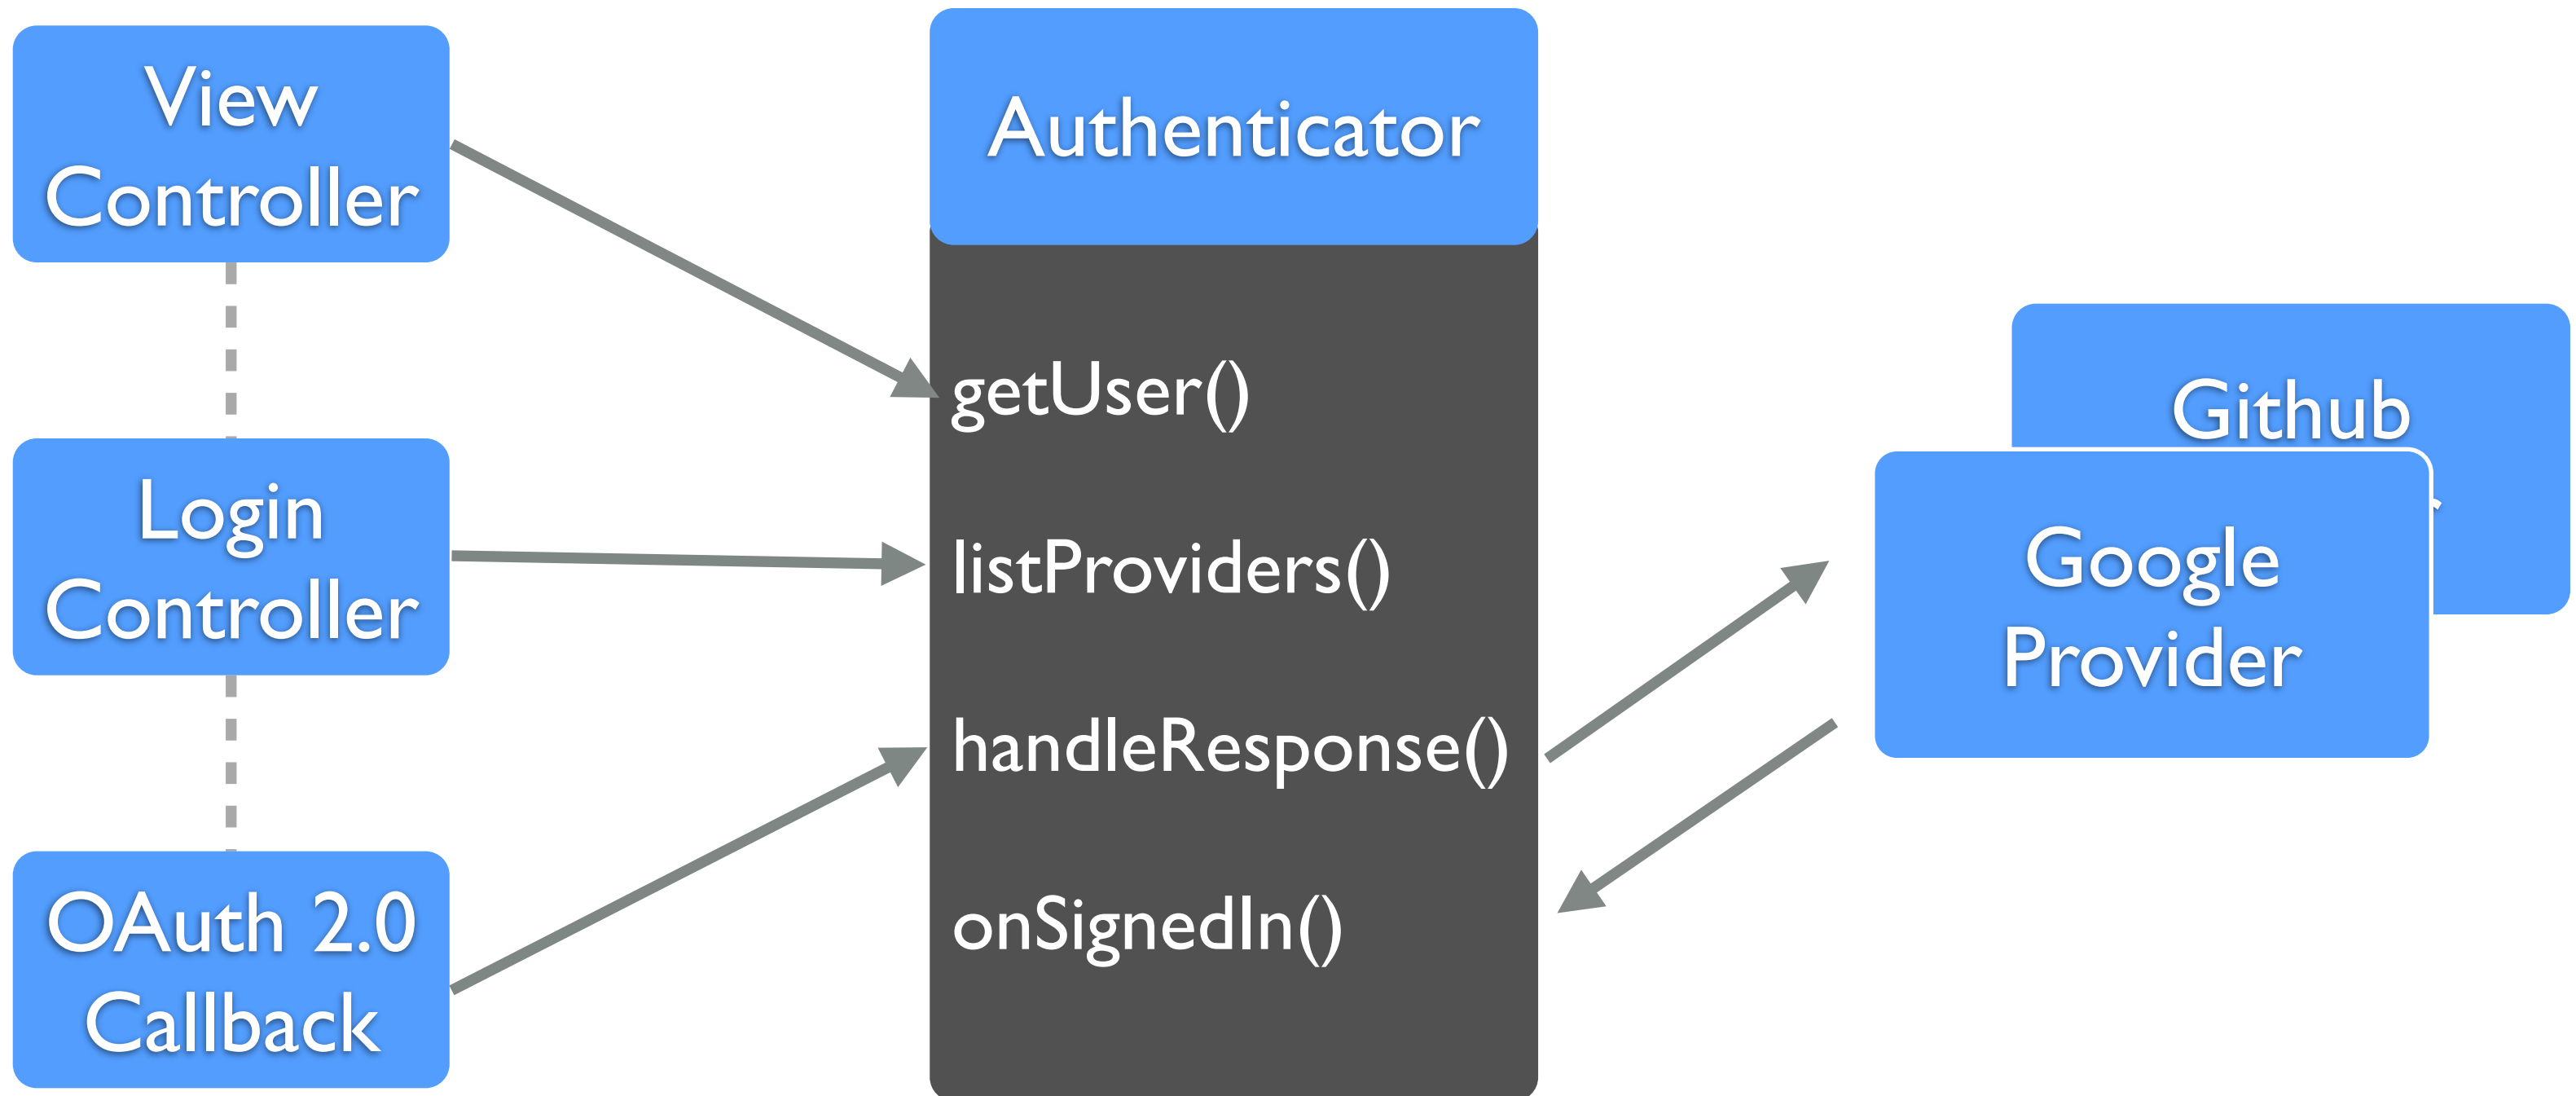 View
Controller
Login
Controller
OAuth 2.0
Callback
Authenticator
getUser()
listProviders()
handleResponse()
onSignedIn()
Github
Google
Provider